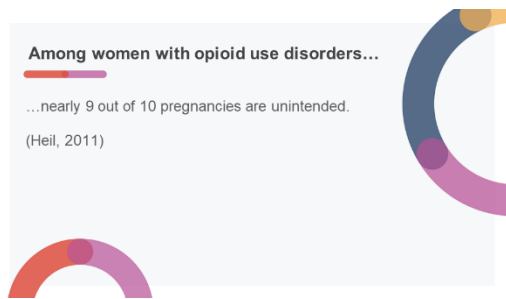 Among women with opioid use disorders…
…nearly 9 out of 10 pregnancies are unintended.
(Heil, 2011)